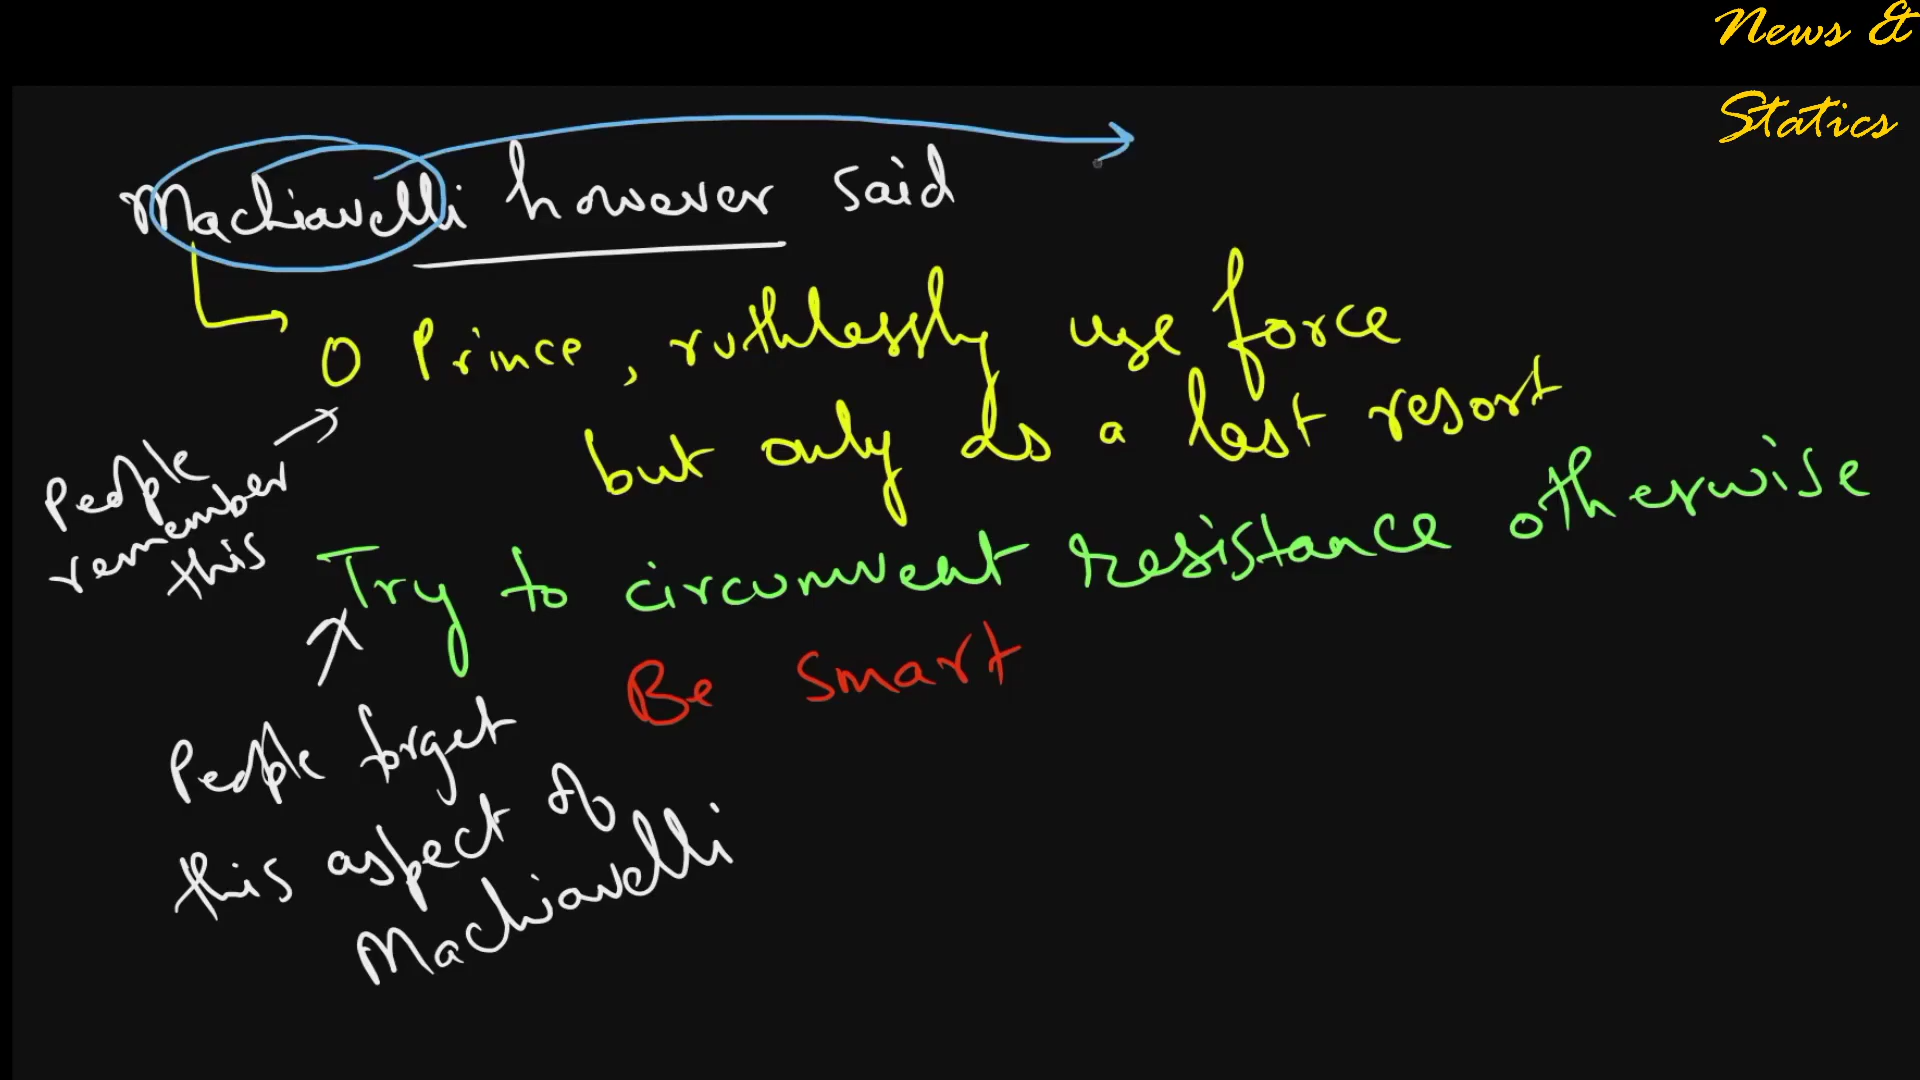 News &
Statics
Machiavelli however said
O Prince, ruthlessly use force
but only as a last resort
People
remember
this
Try to circumvent resistance otherwise
Be smart
People forget
this aspect of
Machiavelli